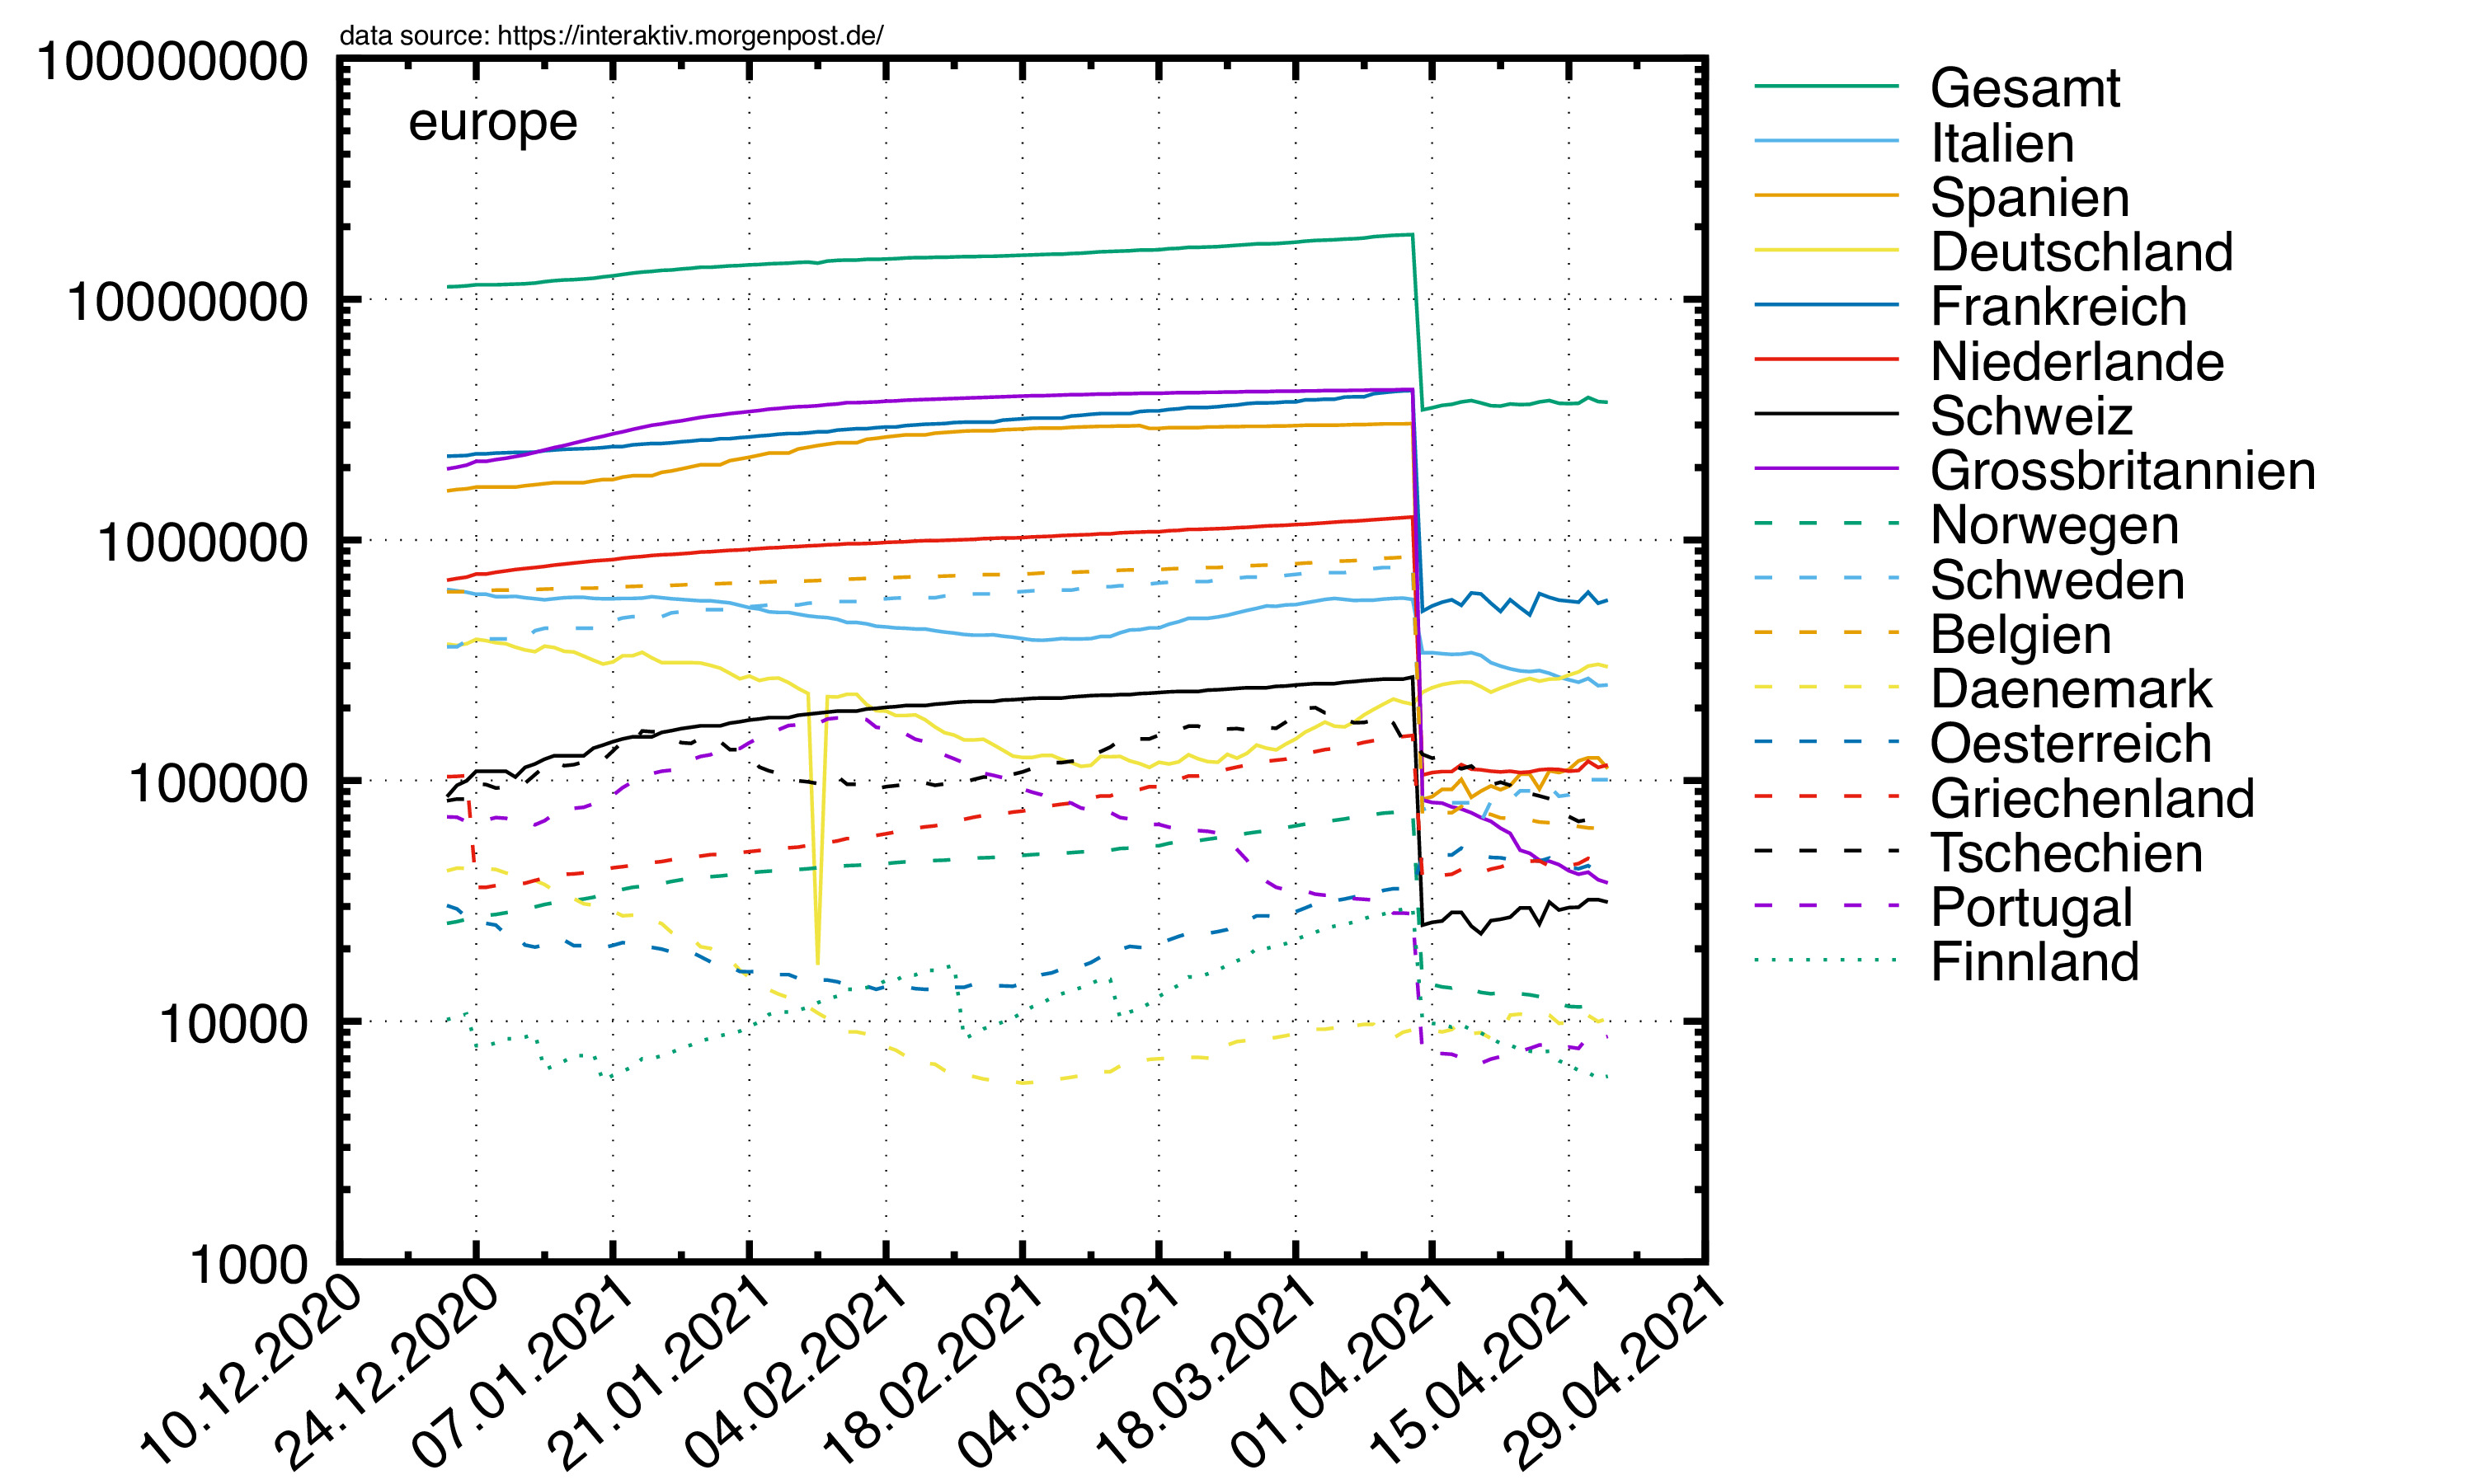 data source: https://interaktiv.morgenpost.de/
europe
100000000
10000000
1000000
100000
10000
1000
10.12.2020
24.12.2020
07.01.2021
21.01.2021
04.02.2021
18.02.2021
04.03.2021
18.03.2021
01.04.2021
15.04.2021
29.04.2021
Gesamt
Italien
Spanien
Deutschland
Frankreich
Niederlande
Schweiz
Grossbritannien
Norwegen
Schweden
Belgien
Daenemark
Oesterreich
Griechenland
Tschechien
Portugal
Finnland